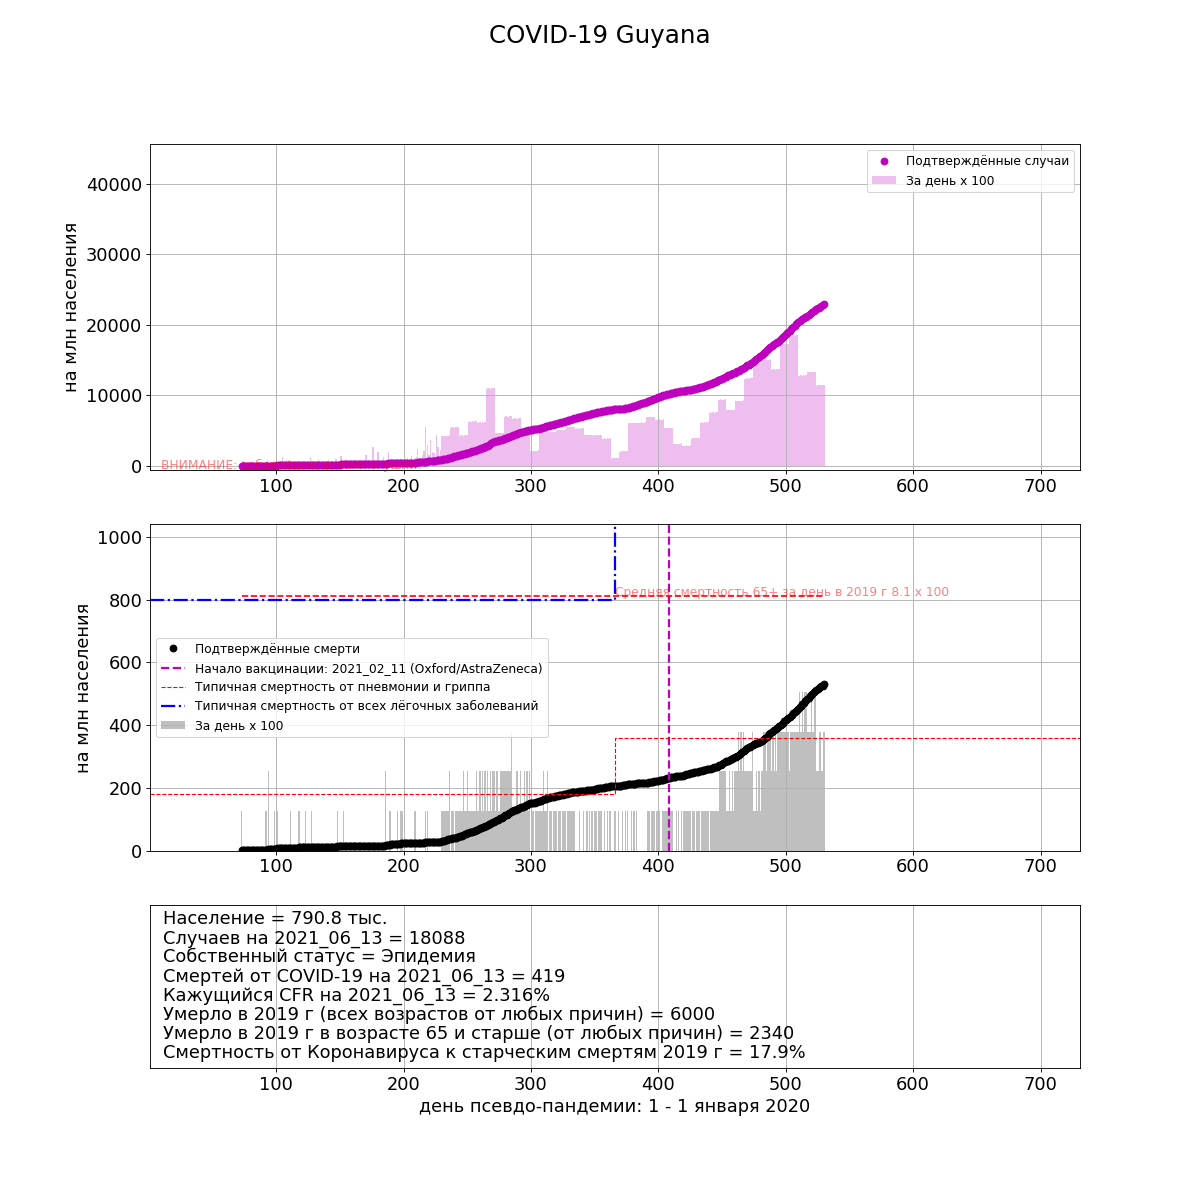 COVID-19 Guyana
на млн населения
40000
30000
20000
10000
0
Подтверждённые случаи
За день x 100
ВНИМАНИЕ:
100 200 300 400 500 600 700
на млн населения
1000
800
600
400
200
0
Средняя смертность 65+ за день в 2019 г 8.1 x 100
Подтверждённые смерти
Начало вакцинации: 2021_02_11 (Oxford/AstraZeneca)
Типичная смертность от пневмонии и гриппа
Типичная смертность от всех лёгочных заболеваний
За день x 100
100 200 300 400 500 600 700
Население = 790.8 тыс.
Случаев на 2021_06_13 = 18088
Собственный статус = Эпидемия
Смертей от COVID-19 на 2021_06_13 = 419
Кажущийся CFR на 2021_06_13 = 2.316%
Умерло в 2019 г (всех возрастов от любых причин) = 6000
Умерло в 2019 г в возрасте 65 и старше (от любых причин) = 2340
Смертность от Коронавируса к старческим смертям 2019 г = 17.9%
100 200 300 400 500 600 700
день псевдо-пандемии: 1 - 1 января 2020